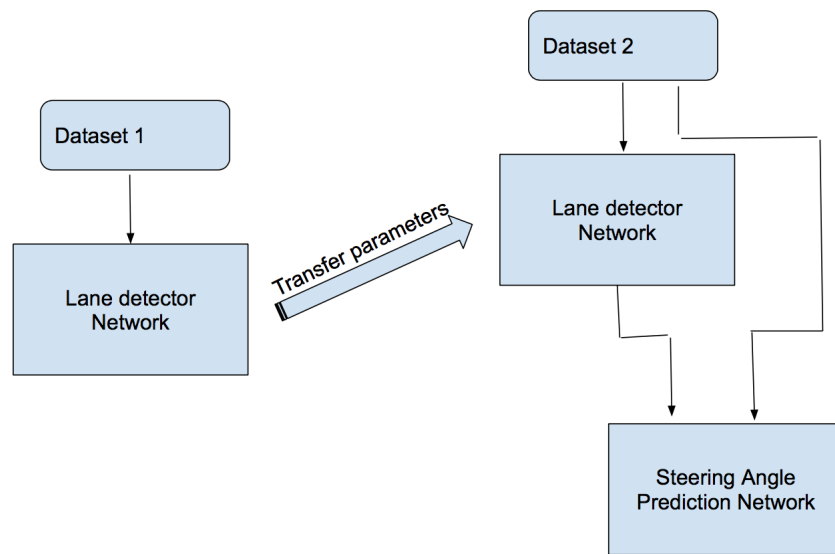 Dataset 1
Lane detector
Network
Transfer parameters
Dataset 2
Lane detector
Network
Steering Angle
Prediction Network